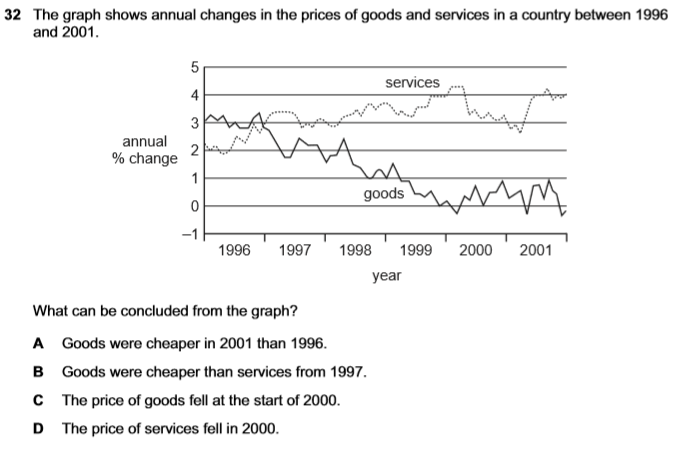 32 The graph shows annual changes in the prices of goods and services in a country between 1996
and 2001.
5
services
4
3
annual
% change
2
1
goods
0
–1
1996 1997 1998 1999 2000 2001
year
What can be concluded from the graph?
A Goods were cheaper in 2001 than 1996.
B Goods were cheaper than services from 1997.
C The price of goods fell at the start of 2000.
D The price of services fell in 2000.